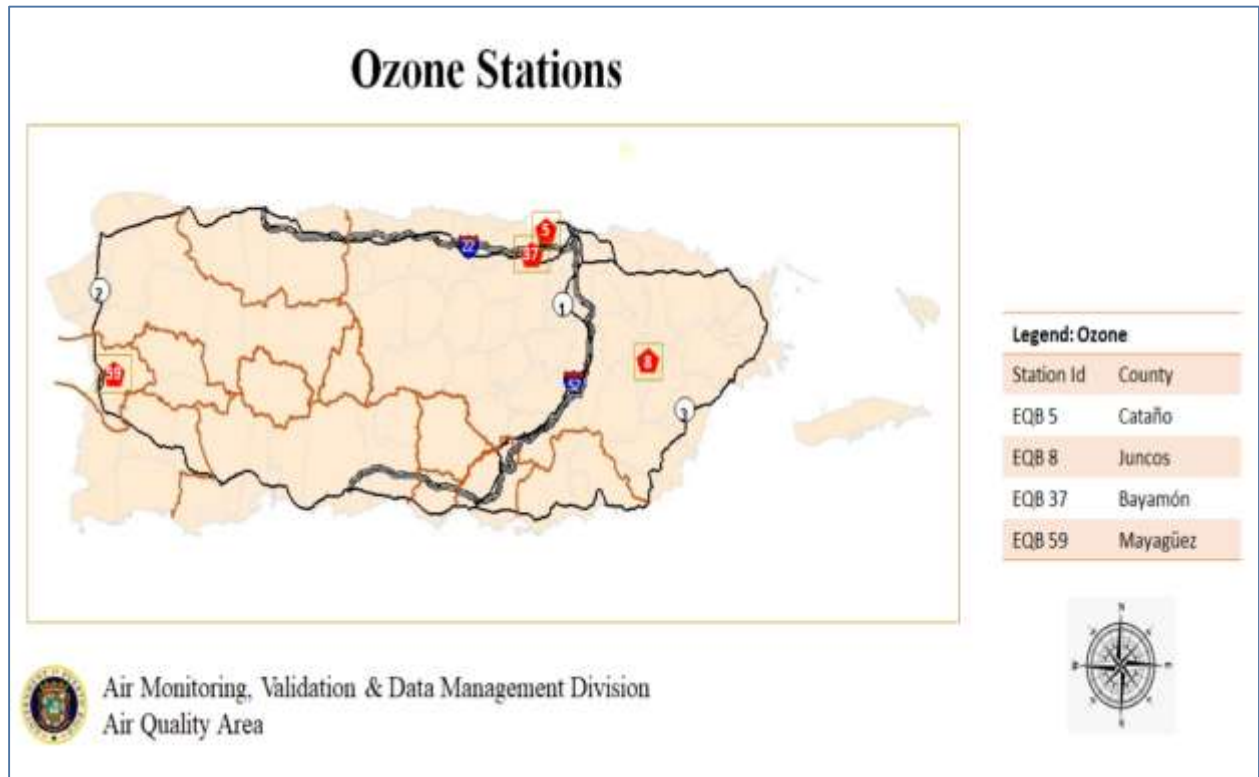 Ozone Stations
5
22
37
2
1
8
59
52
3
Legend: Ozone
Station Id County
EQB 5 Cataño
EQB 8 Juncos
EQB 37 Bayamón
EQB 59 Mayagüez
N
Air Monitoring, Validation & Data Management Division
Air Quality Area